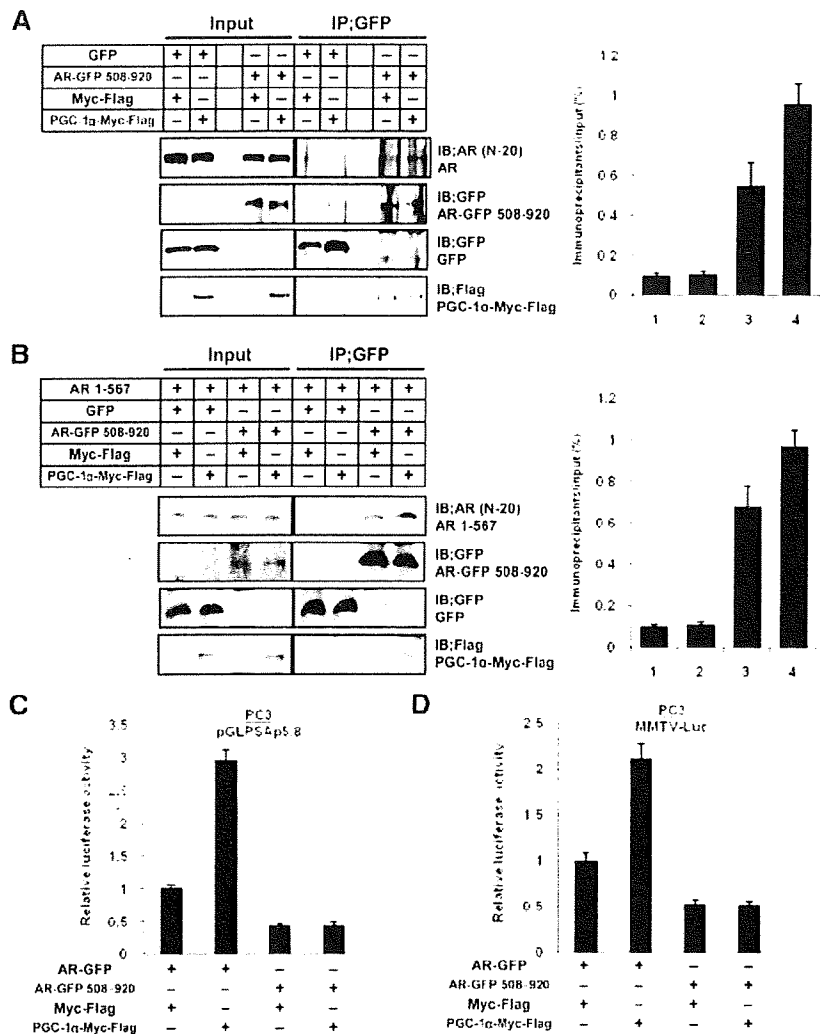 A
Input IP;GFP
GFP + + – – + + – –
AR-GFP 508-920 – – + + – – + +
Myc-Flag + – + – + – + –
PGC-1α-Myc-Flag – + – + – + – +
IB;AR (N-20)
AR
IB;GFP
AR-GFP 508-920
IB;GFP
GFP
IB;Flag
PGC-1α-Myc-Flag
Immunoprecipitants/input (%)
1.2
1
0.8
0.6
0.4
0.2
0
1 2 3 4
B
Input IP;GFP
AR 1-567 + + + + + + + +
GFP + + – – + + – –
AR-GFP 508-920 – – + + – – + +
Myc-Flag + – + – + – + –
PGC-1α-Myc-Flag – + – + – + – +
IB;AR (N-20)
AR 1-567
IB;GFP
AR-GFP 508-920
IB;GFP
GFP
IB;Flag
PGC-1α-Myc-Flag
Immunoprecipitants/input (%)
1.2
1
0.8
0.6
0.4
0.2
0
1 2 3 4
C
PC3
pGLPSAp5.8
Relative luciferase activity
3.5
3
2.5
2
1.5
1
0.5
0
AR-GFP + + – –
AR-GFP 508-920 – – + +
Myc-Flag + – + –
PGC-1α-Myc-Flag – + – +
D
PC3
MMTV-Luc
Relative luciferase activity
2.5
2
1.5
1
0.5
0
AR-GFP + + – –
AR-GFP 508-920 – – + +
Myc-Flag + – + –
PGC-1α-Myc-Flag – + – +